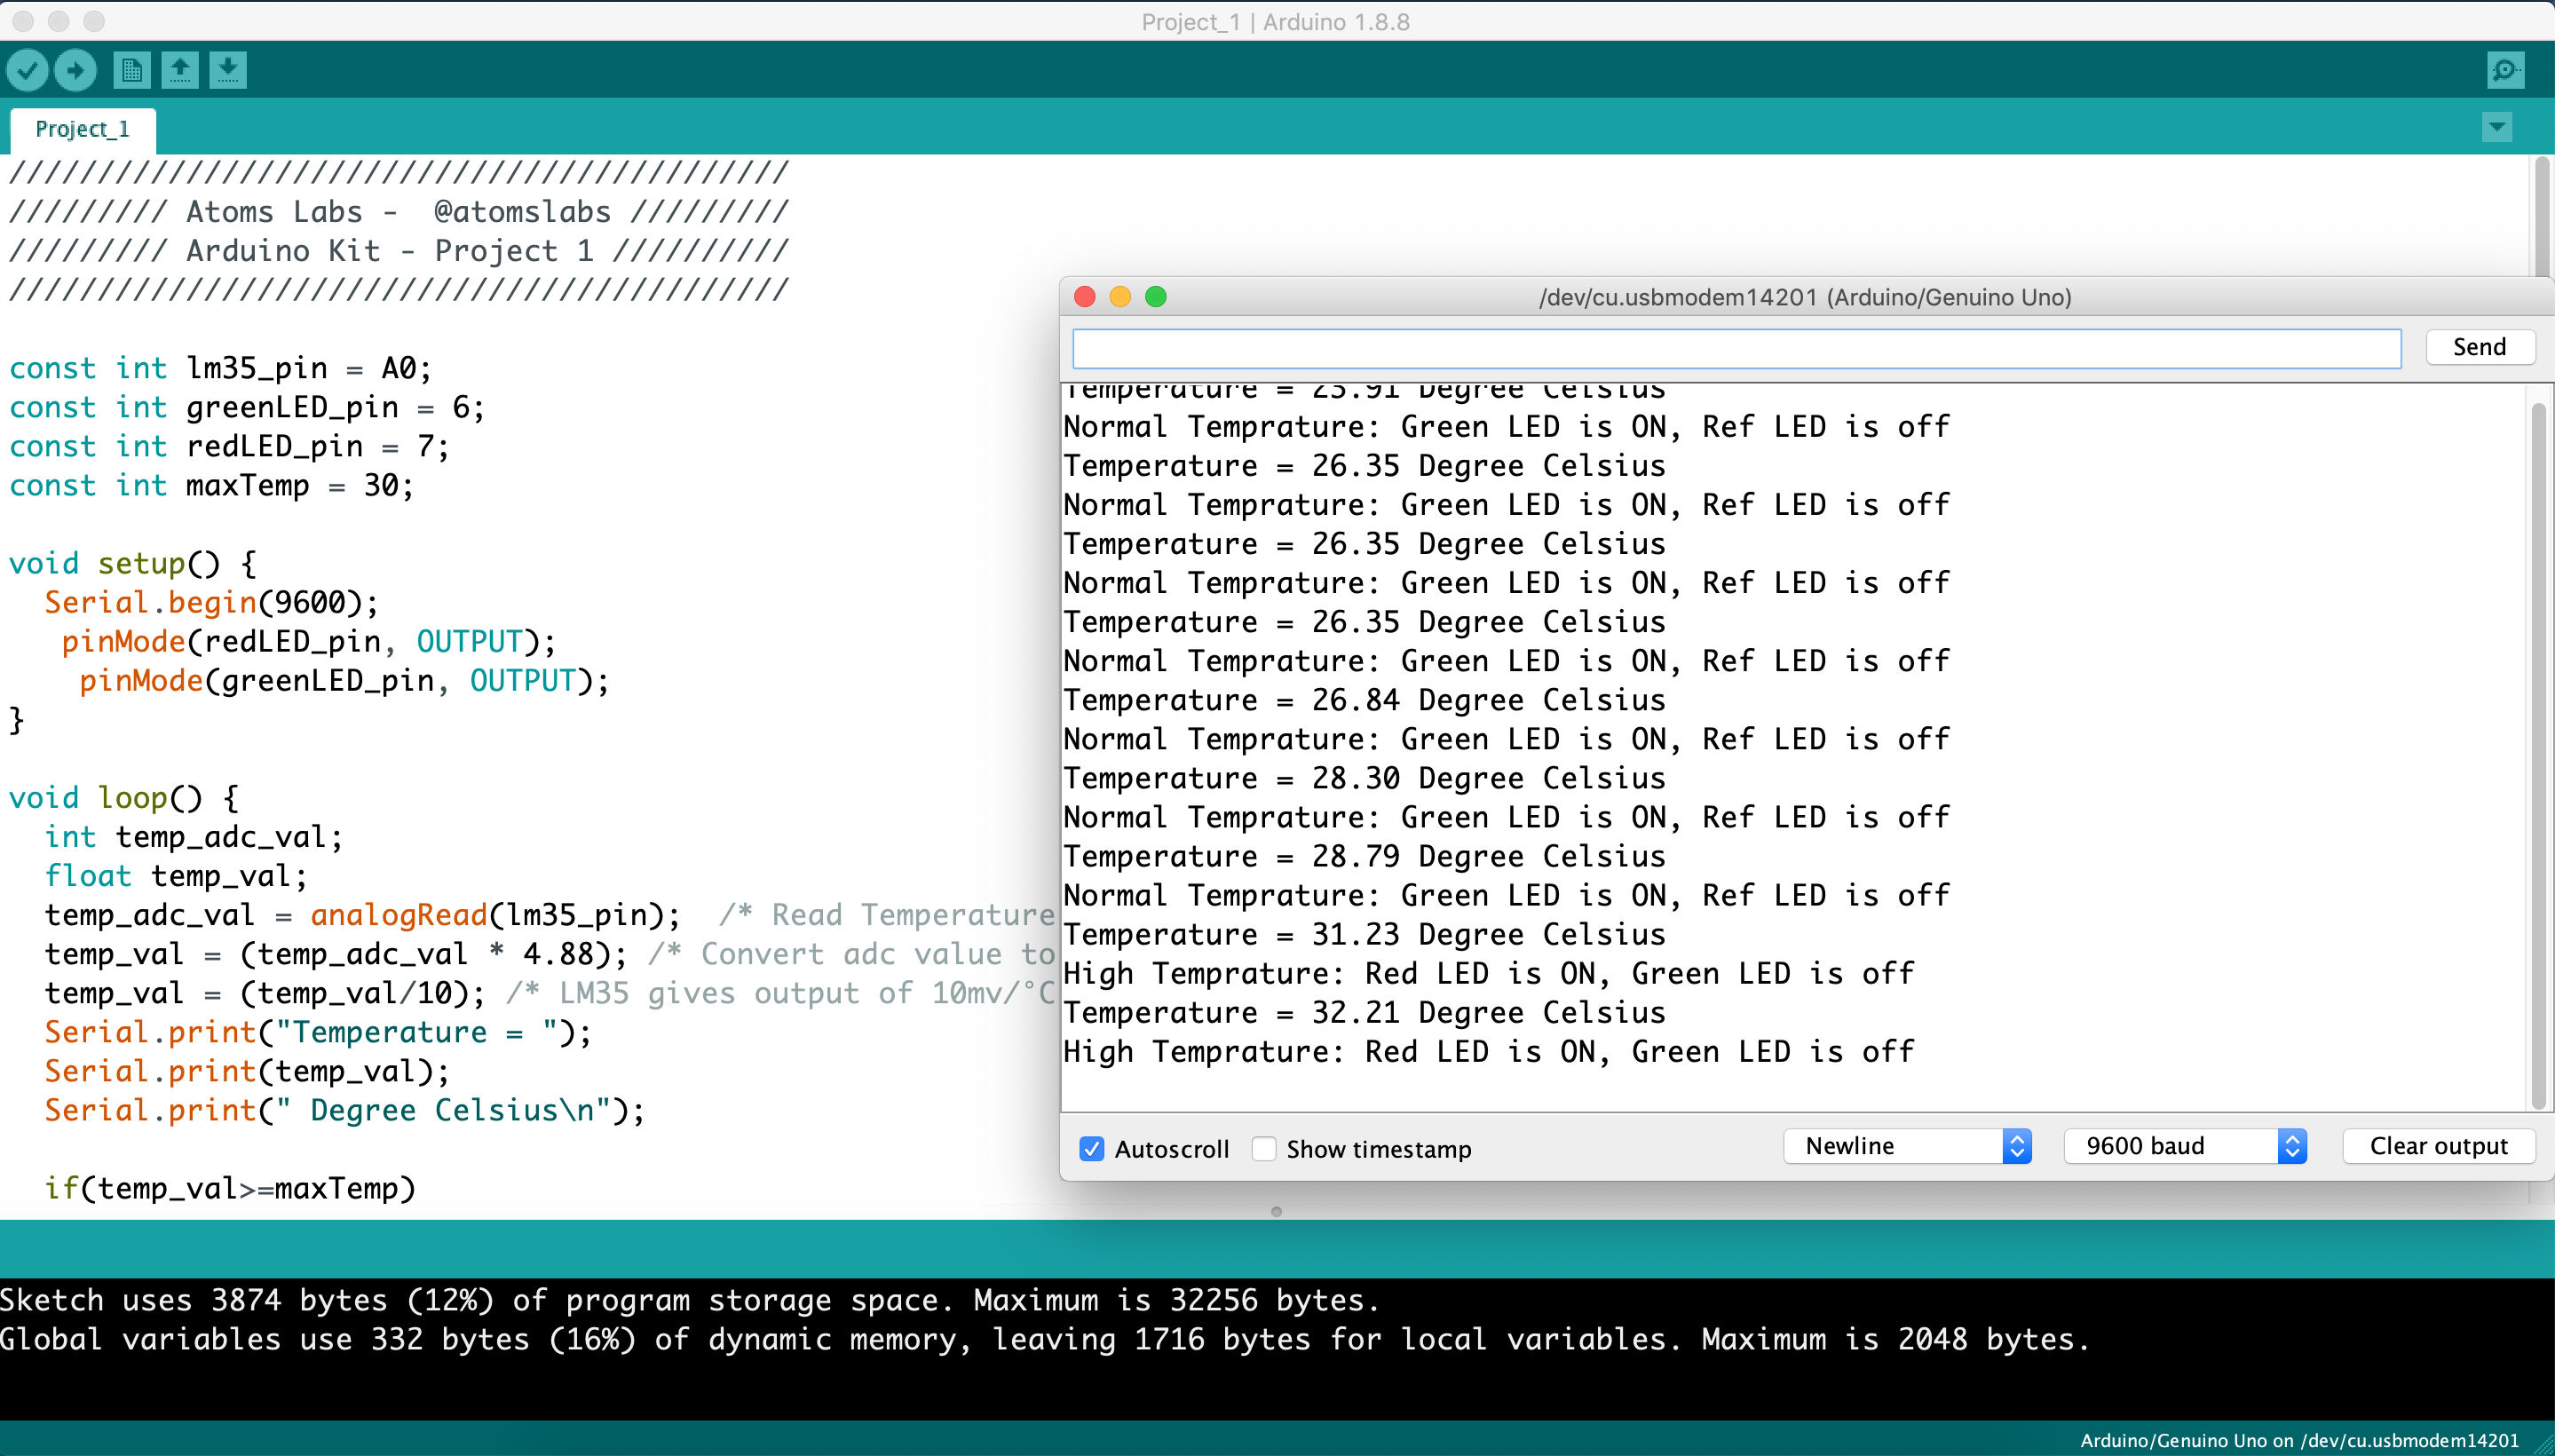 Project_1 | Arduino 1.8.8
Project_1
////////////////////////////////////////////
///////// Atoms Labs -  @atomslabs /////////
///////// Arduino Kit - Project 1 //////////
////////////////////////////////////////////
const int lm35_pin = A0;
const int greenLED_pin = 6;
const int redLED_pin = 7;
const int maxTemp = 30;
void setup() {
  Serial.begin(9600);
   pinMode(redLED_pin, OUTPUT);
    pinMode(greenLED_pin, OUTPUT);
}
void loop() {
  int temp_adc_val;
  float temp_val;
  temp_adc_val = analogRead(lm35_pin);  /* Read Temperature
  temp_val = (temp_adc_val * 4.88); /* Convert adc value to
  temp_val = (temp_val/10); /* LM35 gives output of 10mv/°C
  Serial.print("Temperature = ");
  Serial.print(temp_val);
  Serial.print(" Degree Celsius\n");
  if(temp_val>=maxTemp)
/dev/cu.usbmodem14201 (Arduino/Genuino Uno)
Send
Temperature = Degree Celsius
Normal Temprature: Green LED is ON, Ref LED is off
Temperature = 26.35 Degree Celsius
Normal Temprature: Green LED is ON, Ref LED is off
Temperature = 26.35 Degree Celsius
Normal Temprature: Green LED is ON, Ref LED is off
Temperature = 26.35 Degree Celsius
Normal Temprature: Green LED is ON, Ref LED is off
Temperature = 26.84 Degree Celsius
Normal Temprature: Green LED is ON, Ref LED is off
Temperature = 28.30 Degree Celsius
Normal Temprature: Green LED is ON, Ref LED is off
Temperature = 28.79 Degree Celsius
Normal Temprature: Green LED is ON, Ref LED is off
Temperature = 31.23 Degree Celsius
High Temprature: Red LED is ON, Green LED is off
Temperature = 32.21 Degree Celsius
High Temprature: Red LED is ON, Green LED is off
Autoscroll Show timestamp Newline 9600 baud Clear output
Sketch uses 3874 bytes (12%) of program storage space. Maximum is 32256 bytes.
Global variables use 332 bytes (16%) of dynamic memory, leaving 1716 bytes for local variables. Maximum is 2048 bytes.
Arduino/Genuino Uno on /dev/cu.usbmodem14201